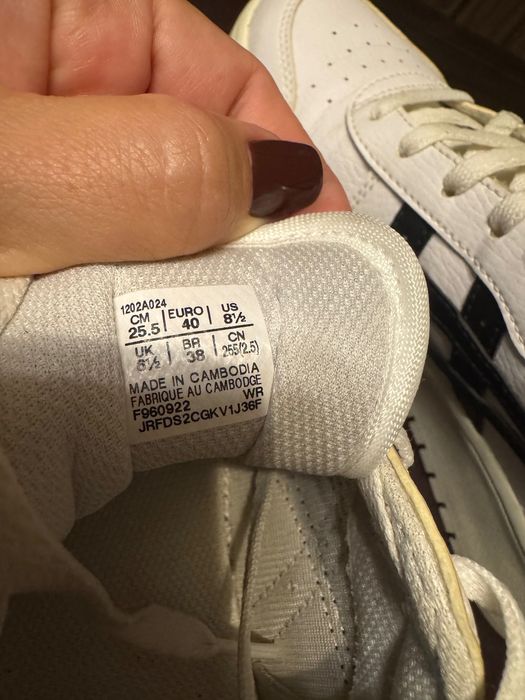 1202A024
CM | EURO | US
25.5 | 40 | 8½
UK | BR | CN
6½ | 38 | 255(2.5)
MADE IN CAMBODIA
FABRIQUE AU CAMBODGE
F960922 WR
JRFDS2CGKV1J36F